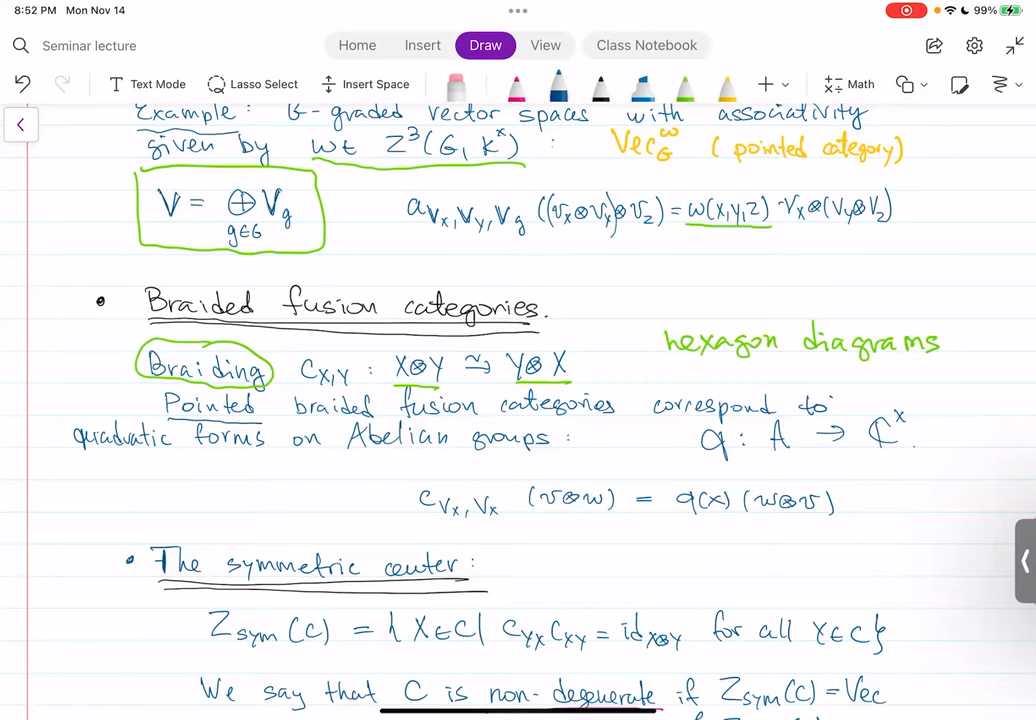 8:52 PM Mon Nov 14
99%
Seminar lecture
Home Insert Draw View Class Notebook
Text Mode Lasso Select Insert Space Math
Example: G-graded vector spaces with associativity
given by ω∈ Z³(G, k^x) : Vec_G^ω (pointed category)
V = ⊕_{g∈G} V_g a_{V_x, V_y, V_g} ((V_x⊗V_x)⊗V_z) = ω(x,y,z) · V_x⊗(V_y⊗V_z)
• Braided fusion categories.
hexagon diagrams
Braiding C_{X,Y} : X⊗Y ≅ Y⊗X
Pointed braided fusion categories correspond to
quadratic forms on Abelian groups : q : A → ℂ^x.
C_{V_x, V_x} (v⊗w) = q(x) (w⊗v)
• The symmetric center:
Z_sym (C) = { X∈C | C_{YX} C_{XY} = id_{X⊗Y} for all Y∈C }
We say that C is non-degenerate if Z_sym (C) = Vec